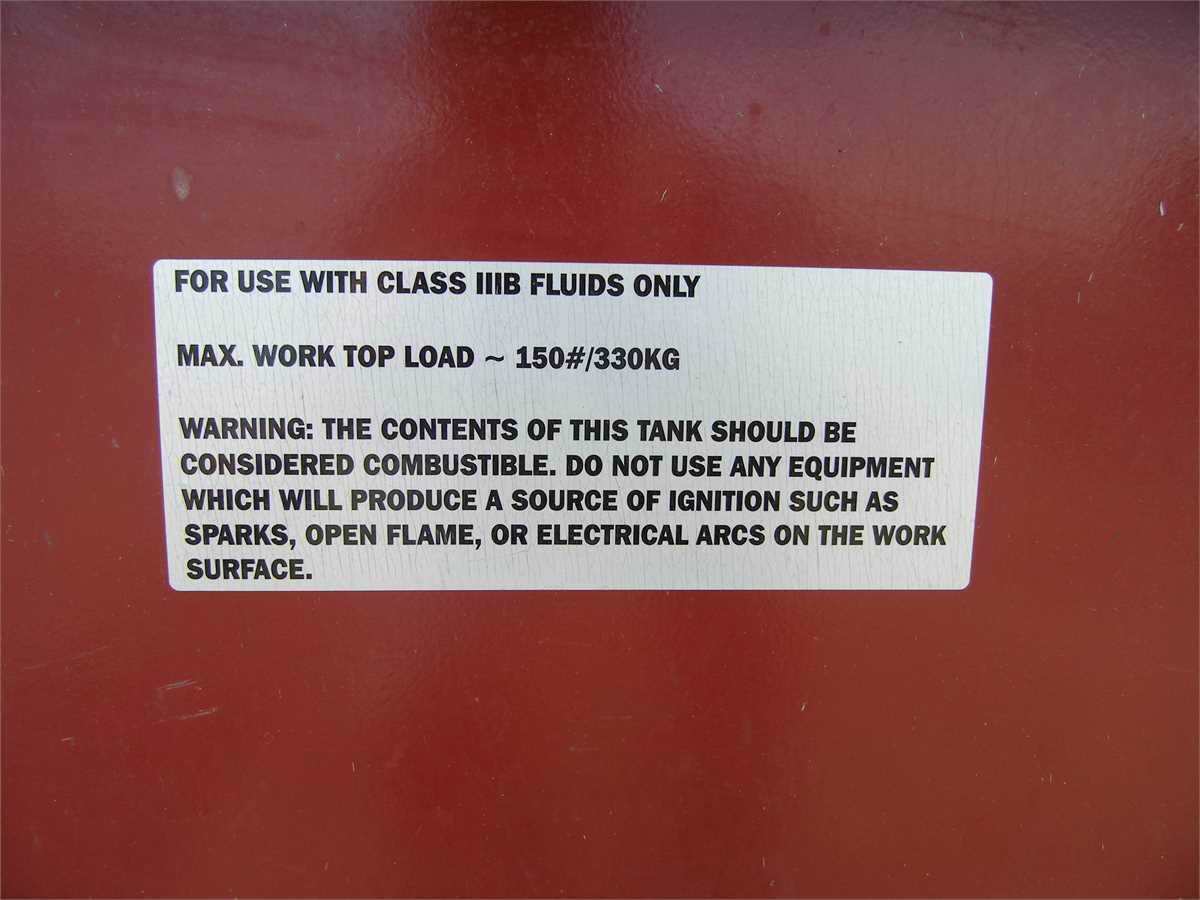 FOR USE WITH CLASS IIIB FLUIDS ONLY
MAX. WORK TOP LOAD ~ 150#/330KG
WARNING: THE CONTENTS OF THIS TANK SHOULD BE
CONSIDERED COMBUSTIBLE. DO NOT USE ANY EQUIPMENT
WHICH WILL PRODUCE A SOURCE OF IGNITION SUCH AS
SPARKS, OPEN FLAME, OR ELECTRICAL ARCS ON THE WORK
SURFACE.